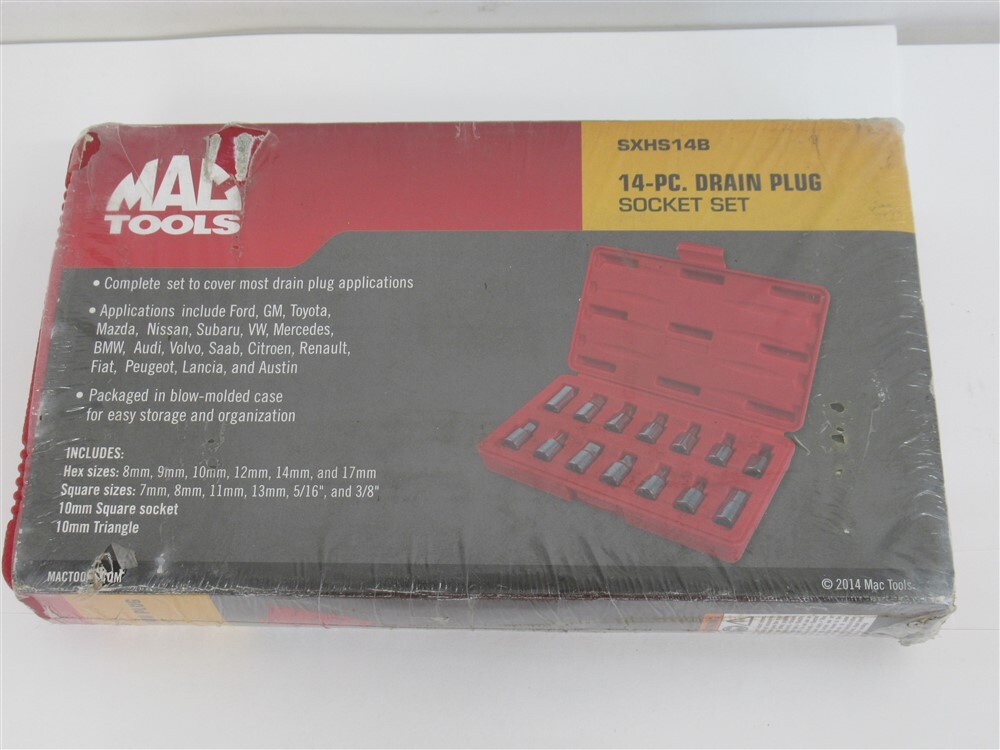 MAC
TOOLS
SXHS14B
14-PC. DRAIN PLUG
SOCKET SET
• Complete set to cover most drain plug applications
• Applications include Ford, GM, Toyota,
Mazda, Nissan, Subaru, VW, Mercedes,
BMW, Audi, Volvo, Saab, Citroen, Renault,
Fiat, Peugeot, Lancia, and Austin
• Packaged in blow-molded case
for easy storage and organization
INCLUDES:
Hex sizes: 8mm, 9mm, 10mm, 12mm, 14mm, and 17mm
Square sizes: 7mm, 8mm, 11mm, 13mm, 5/16", and 3/8"
10mm Square socket
10mm Triangle
MACTOOLS.COM
© 2014 Mac Tools.